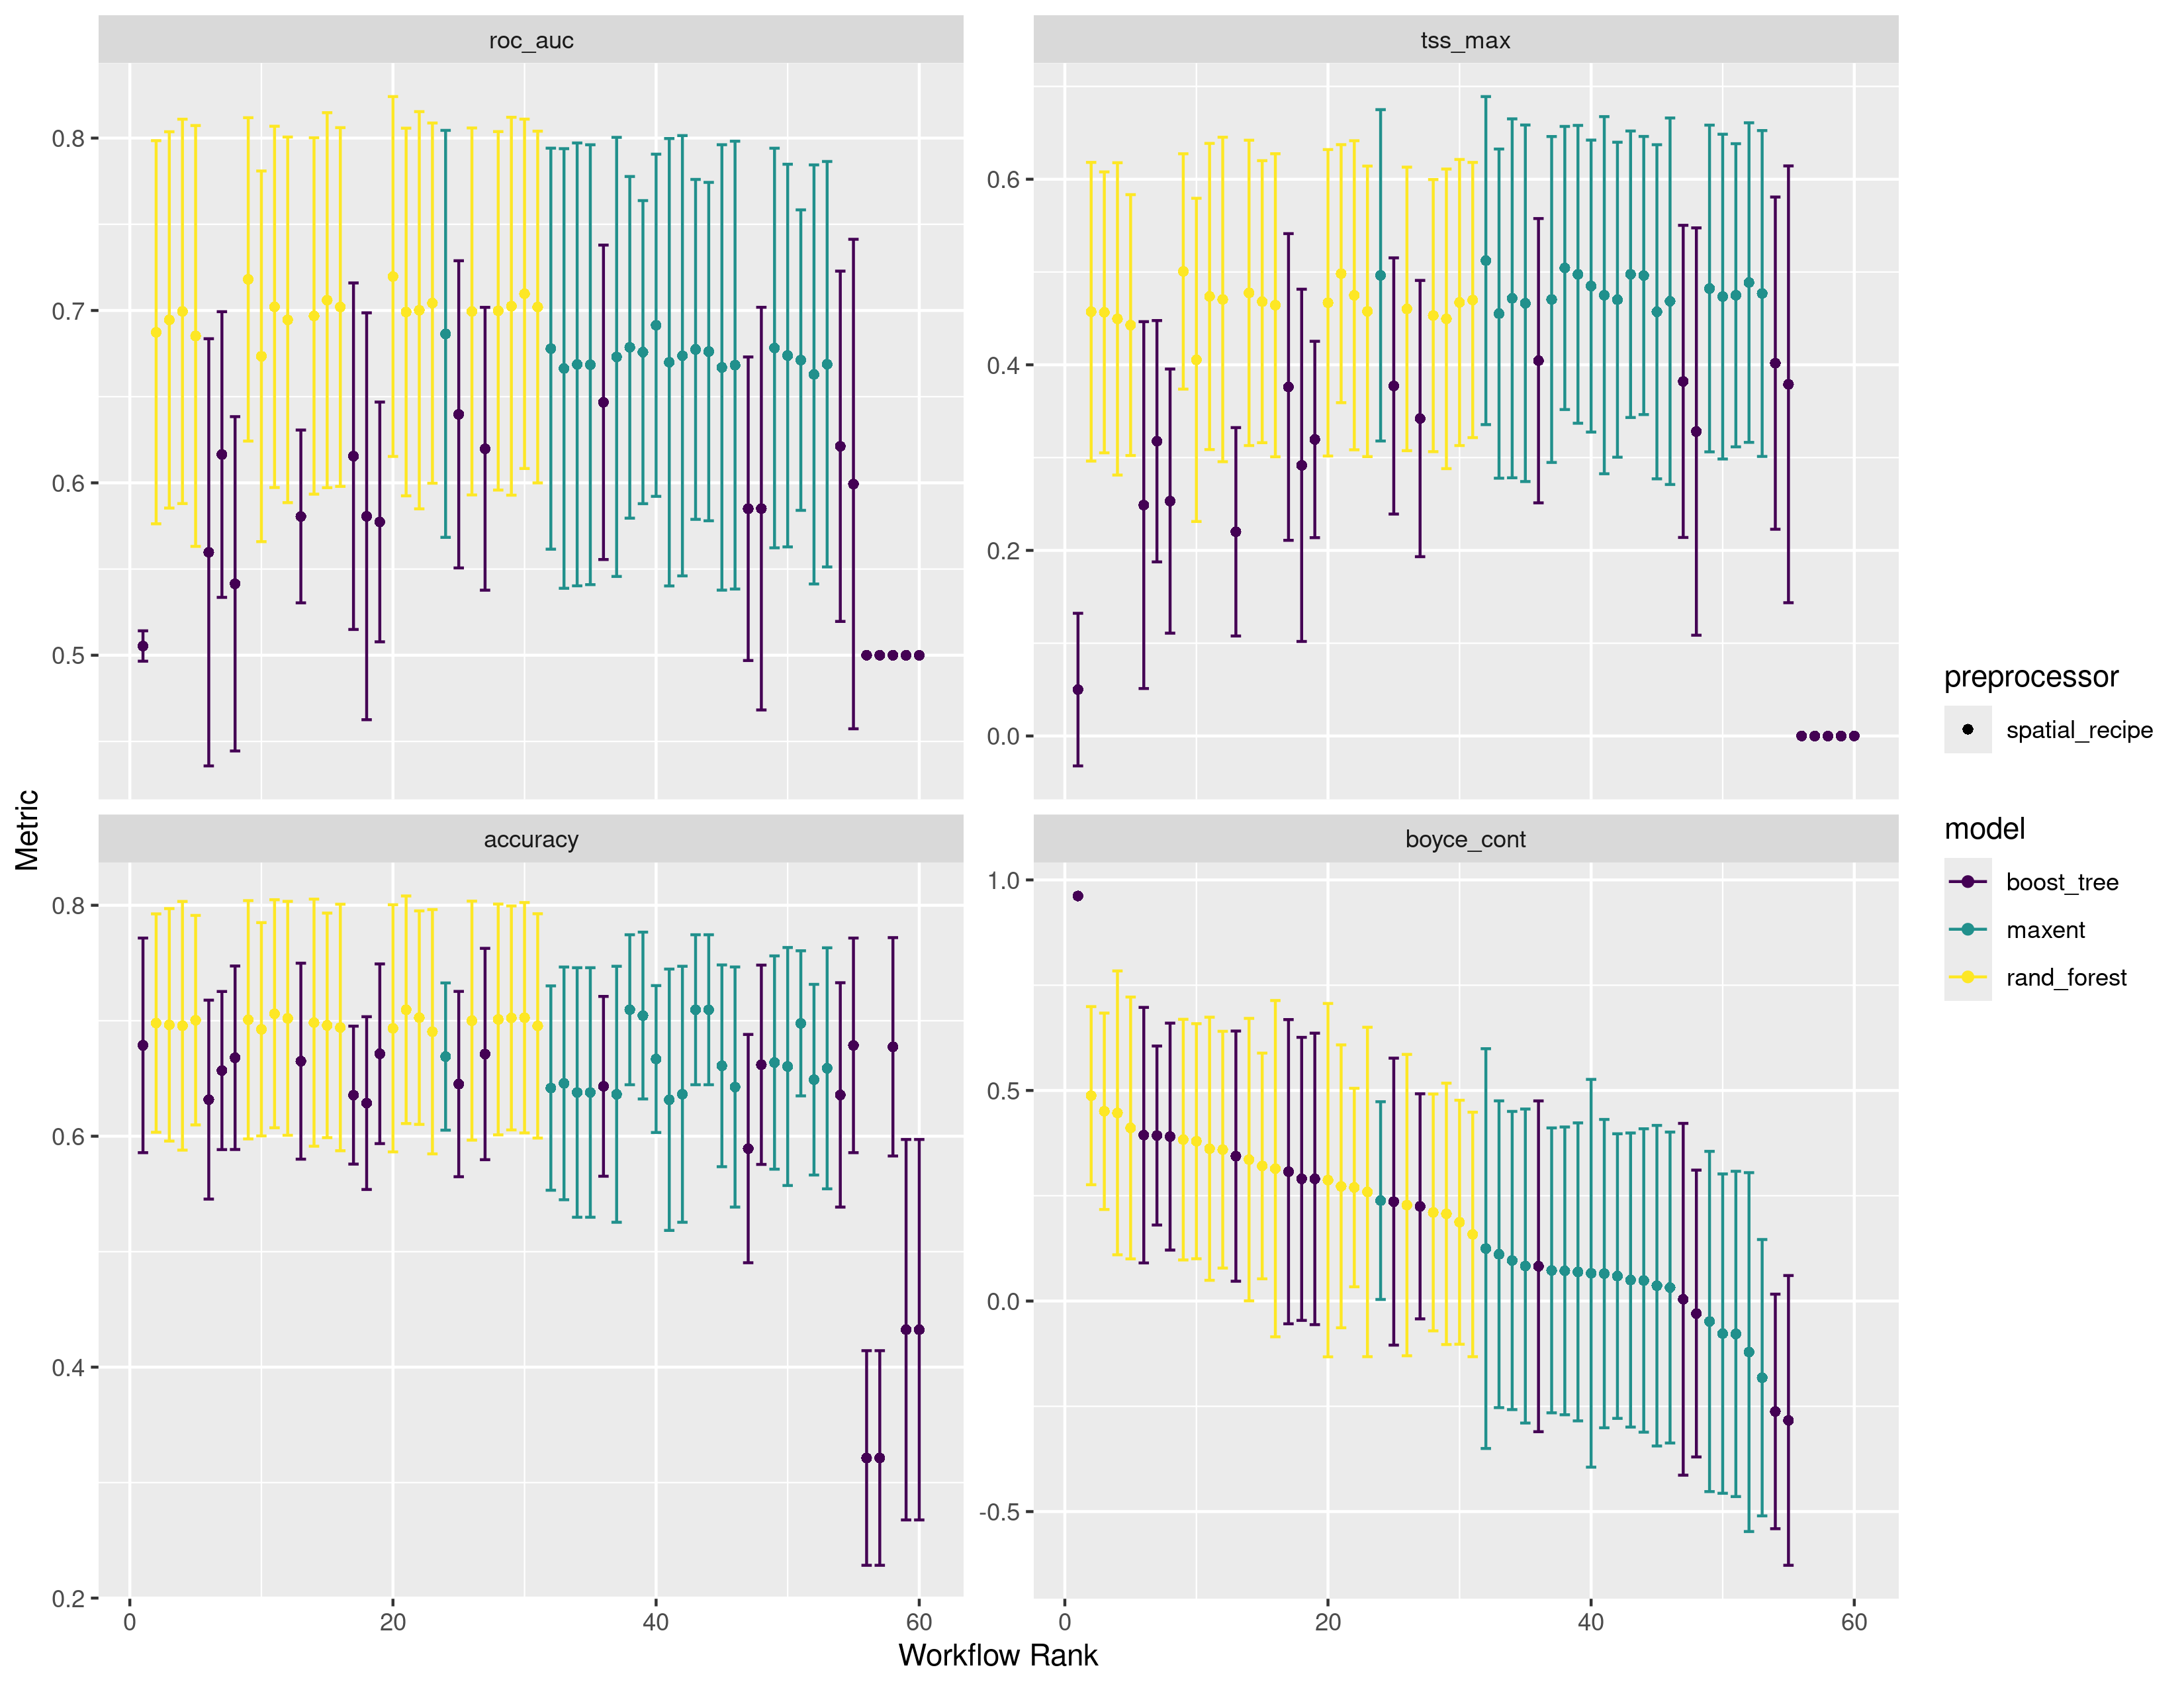 roc_auc
tss_max
0.8
0.7
0.6
0.5
0.6
0.4
0.2
0.0
accuracy
boyce_cont
0.8
0.6
0.4
0.2
1.0
0.5
0.0
-0.5
0 20 40 60
0 20 40 60
Metric
Workflow Rank
preprocessor
spatial_recipe
model
boost_tree
maxent
rand_forest